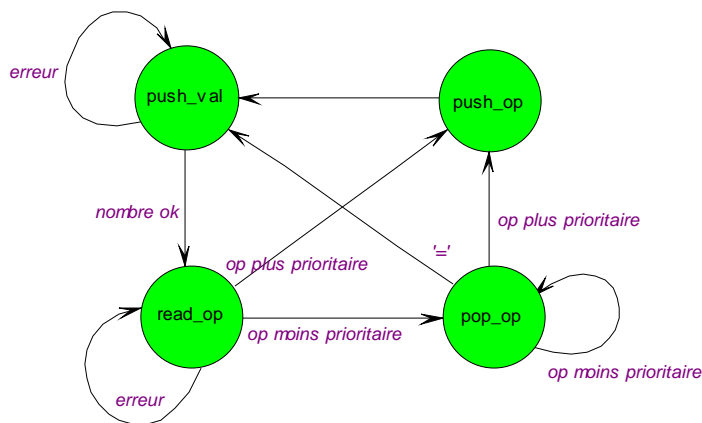 erreur
push_val
push_op
nombre ok
op plus prioritaire
'='
op plus prioritaire
read_op
pop_op
op moins prioritaire
op moins prioritaire
erreur